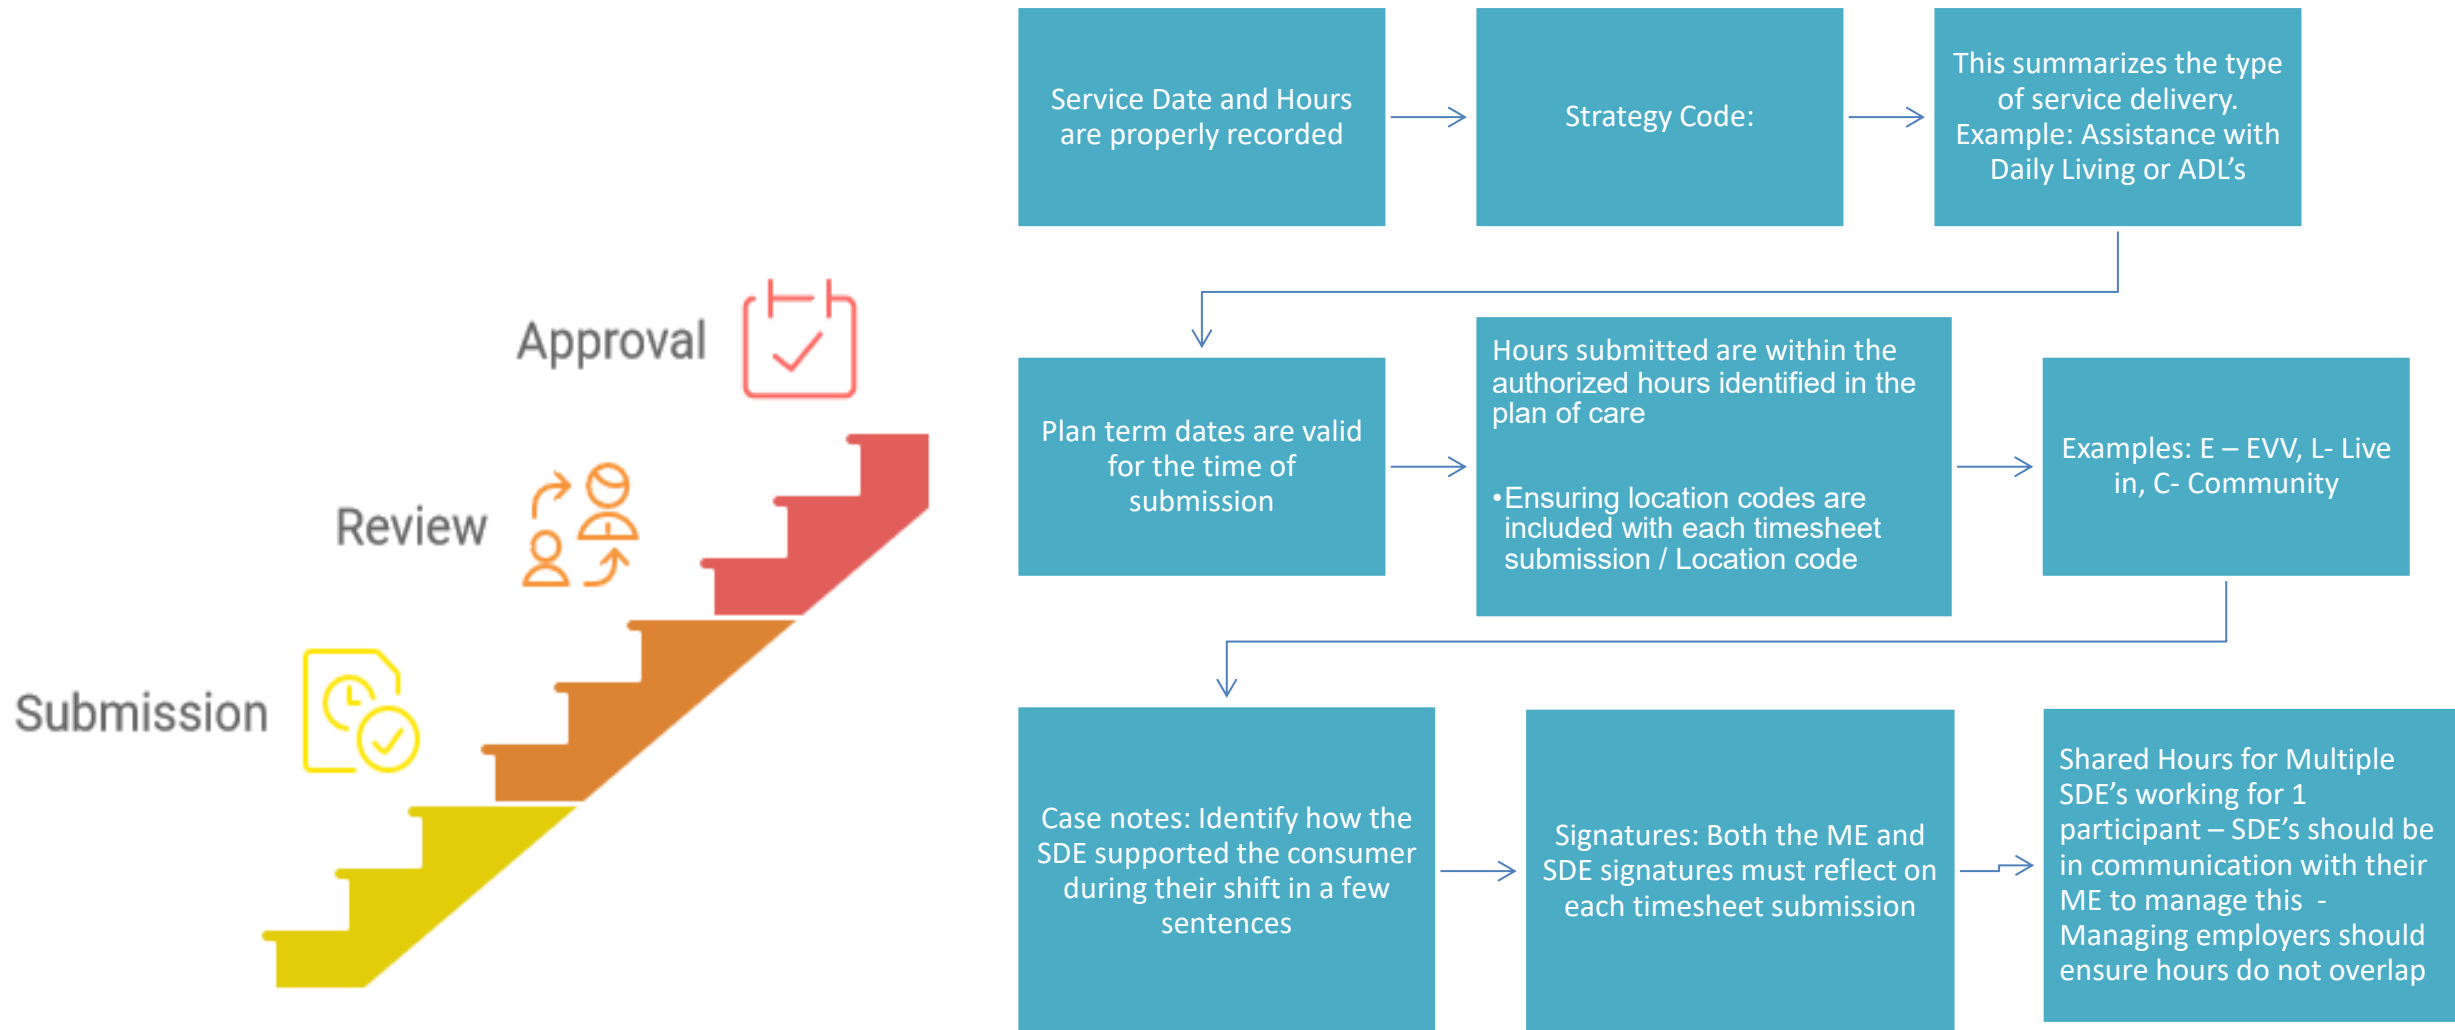 Approval
Review
Submission
Service Date and Hours
are properly recorded
Strategy Code:
This summarizes the type
of service delivery.
Example: Assistance with
Daily Living or ADL’s
Plan term dates are valid
for the time of
submission
Hours submitted are within the
authorized hours identified in the
plan of care
•Ensuring location codes are
included with each timesheet
submission / Location code
Examples: E – EVV, L- Live
in, C- Community
Case notes: Identify how the
SDE supported the consumer
during their shift in a few
sentences
Signatures: Both the ME and
SDE signatures must reflect on
each timesheet submission
Shared Hours for Multiple
SDE’s working for 1
participant – SDE’s should be
in communication with their
ME to manage this -
Managing employers should
ensure hours do not overlap